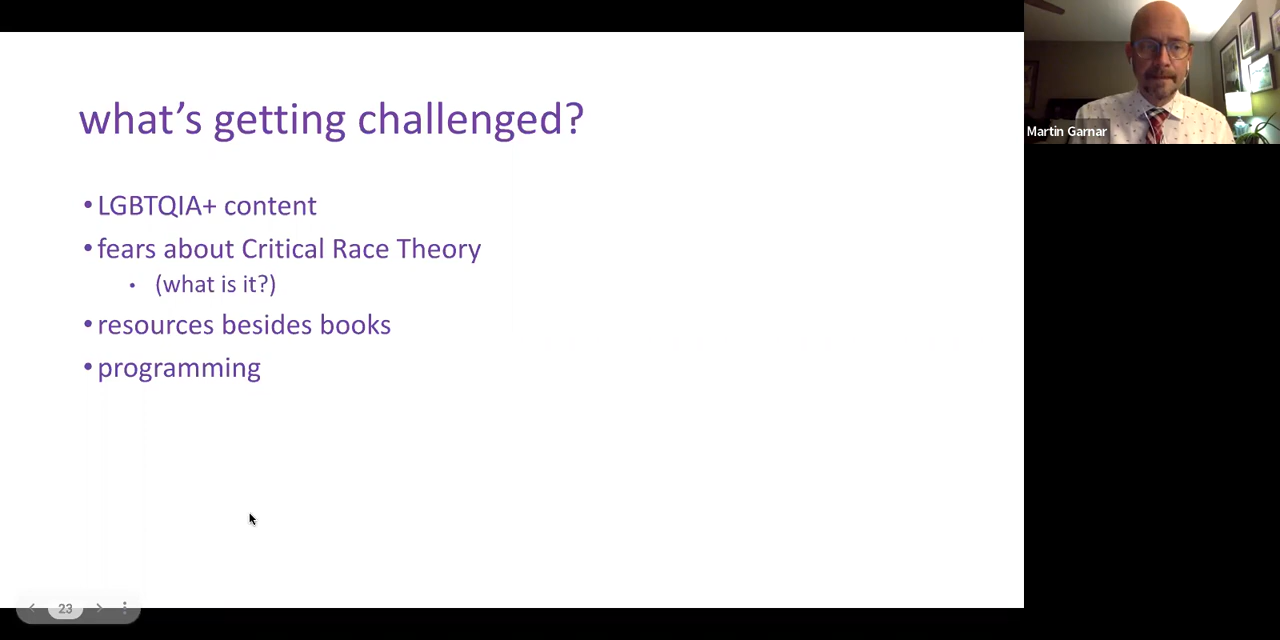 what's getting challenged?
•LGBTQIA+ content
•fears about Critical Race Theory
• (what is it?)
•resources besides books
•programming
23
Martin Garnar